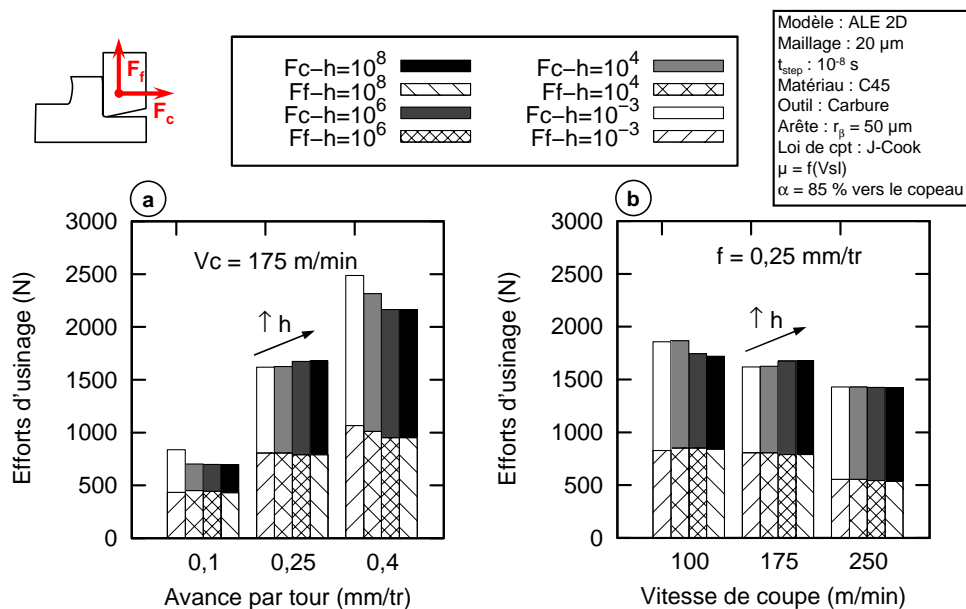 F_f
F_c
Fc−h=10^8
Ff−h=10^8
Fc−h=10^6
Ff−h=10^6
Fc−h=10^4
Ff−h=10^4
Fc−h=10^−3
Ff−h=10^−3
Modèle : ALE 2D
Maillage : 20 µm
t_step : 10^-8 s
Matériau : C45
Outil : Carbure
Arête : r_β = 50 µm
Loi de cpt : J-Cook
µ = f(Vsl)
α = 85 % vers le copeau
a
Efforts d'usinage (N)
3000
2500
2000
1500
1000
500
0
Vc = 175 m/min
↑ h
0,1 0,25 0,4
Avance par tour (mm/tr)
b
Efforts d'usinage (N)
3000
2500
2000
1500
1000
500
0
f = 0,25 mm/tr
↑ h
100 175 250
Vitesse de coupe (m/min)